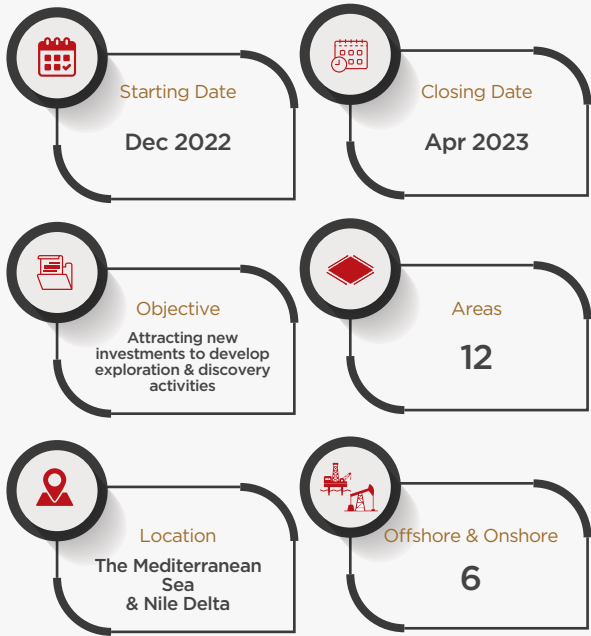 Starting Date
Dec 2022
Closing Date
Apr 2023
Objective
Attracting new
investments to develop
exploration & discovery
activities
Areas
12
Location
The Mediterranean
Sea
& Nile Delta
Offshore & Onshore
6